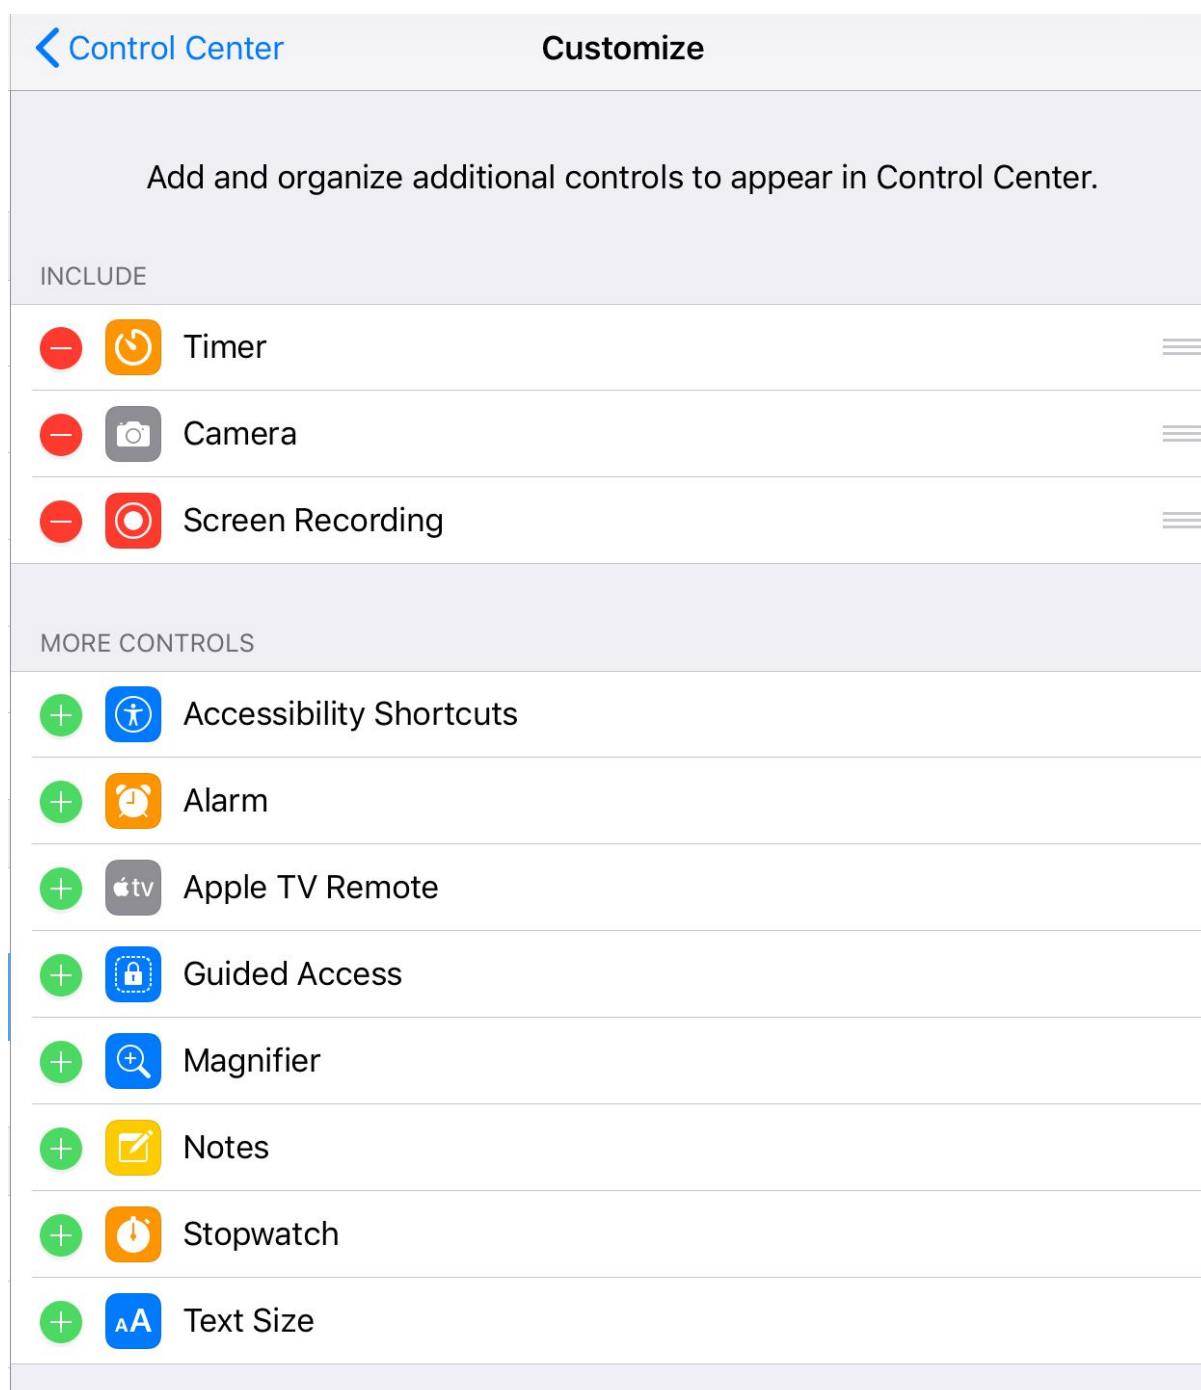 Control Center
Customize
Add and organize additional controls to appear in Control Center.
INCLUDE
Timer
Camera
Screen Recording
MORE CONTROLS
Accessibility Shortcuts
Alarm
tv Apple TV Remote
Guided Access
Magnifier
Notes
Stopwatch
AA Text Size